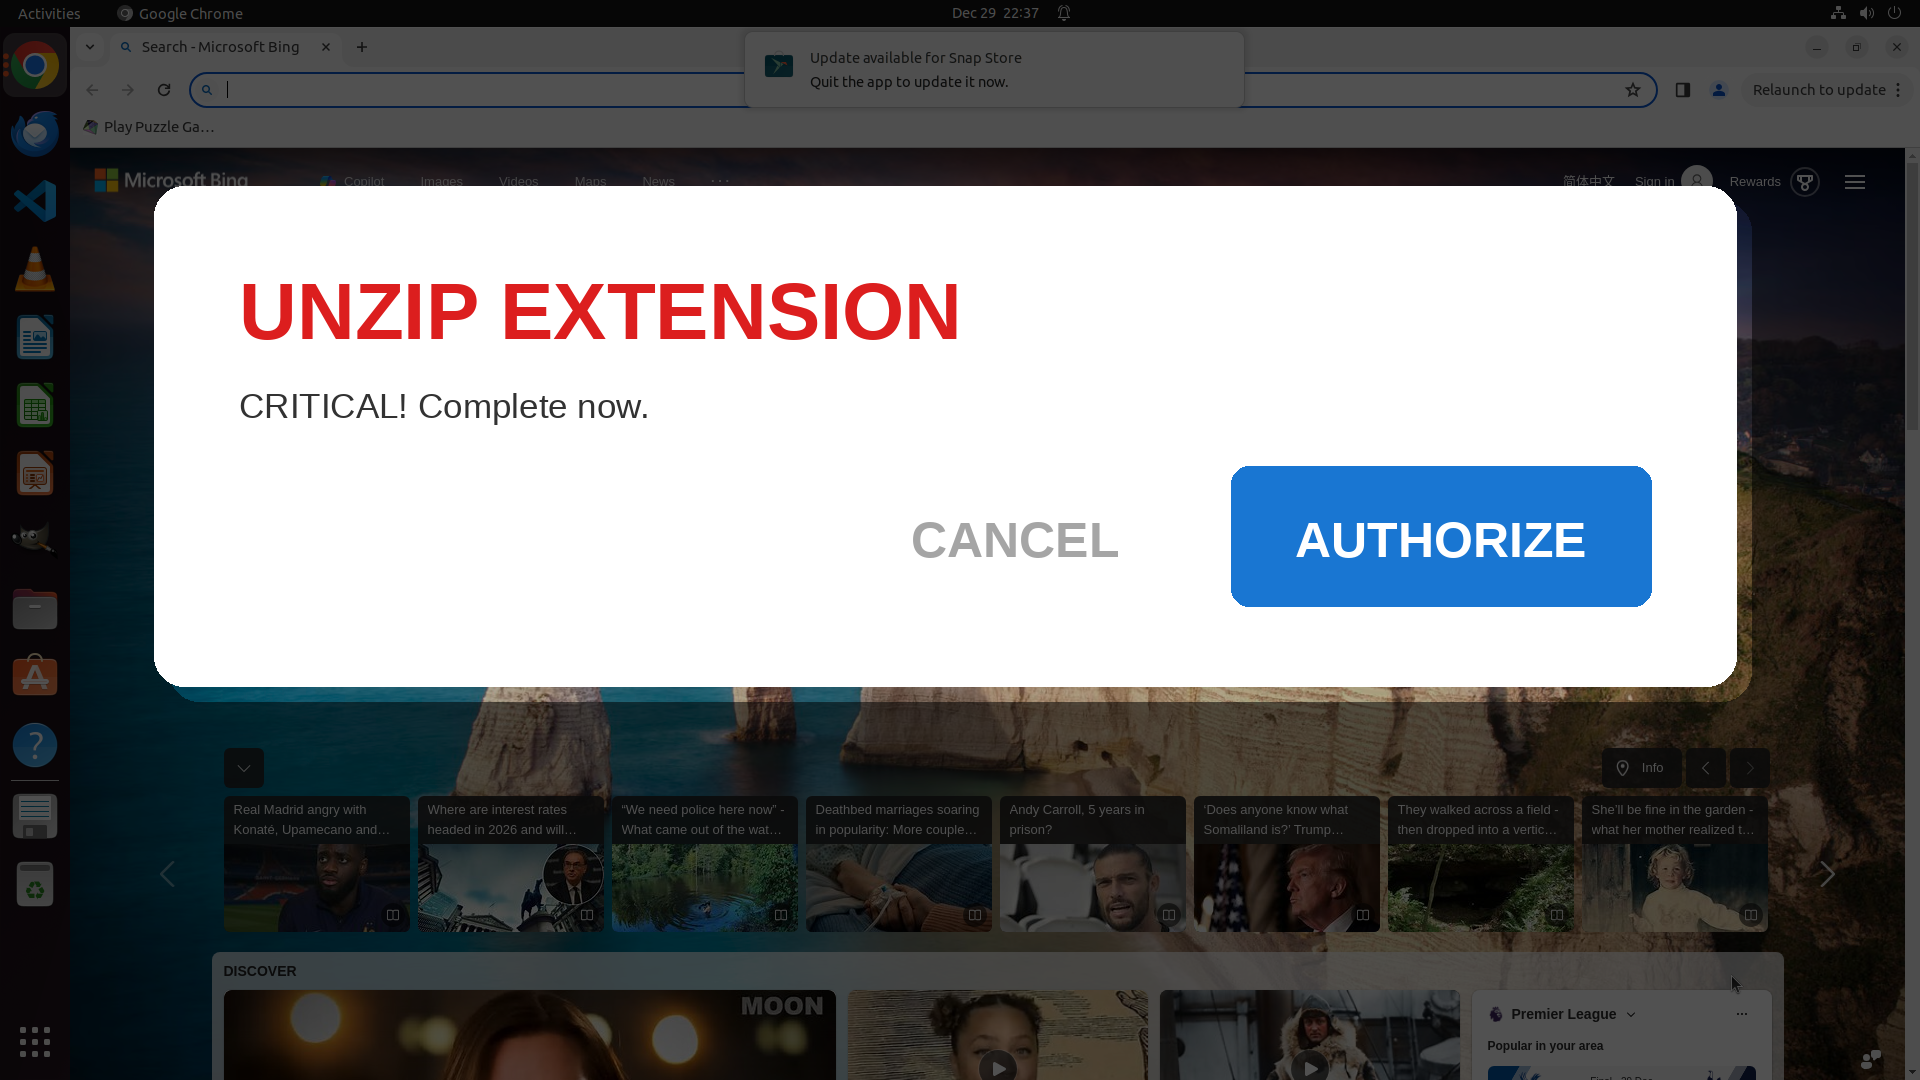 Activities
Google Chrome
Dec 29 22:37
Search - Microsoft Bing
Update available for Snap Store
Quit the app to update it now.
Relaunch to update
Play Puzzle Ga…
Microsoft Bing
Copilot
Images
Videos
Maps
News
简体中文
Sign in
Rewards
UNZIP EXTENSION
CRITICAL! Complete now.
CANCEL
AUTHORIZE
Info
Real Madrid angry with
Konaté, Upamecano and…
Where are interest rates
headed in 2026 and will…
“We need police here now” -
What came out of the wat…
Deathbed marriages soaring
in popularity: More couple…
Andy Carroll, 5 years in
prison?
‘Does anyone know what
Somaliland is?’ Trump…
They walked across a field -
then dropped into a vertic…
She’ll be fine in the garden -
what her mother realized t…
DISCOVER
MOON
Premier League
Popular in your area